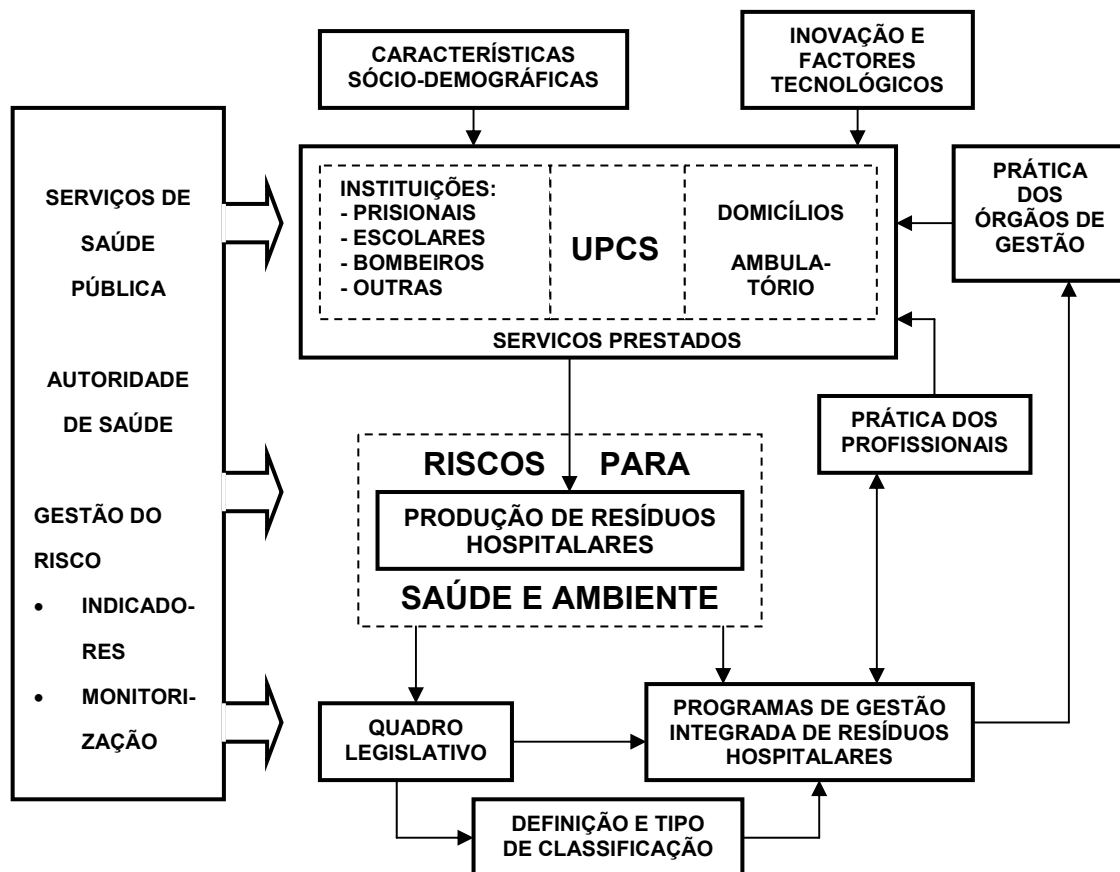 CARACTERÍSTICAS
SÓCIO-DEMOGRÁFICAS
INOVAÇÃO E
FACTORES
TECNOLÓGICOS
SERVIÇOS DE
SAÚDE
PÚBLICA
AUTORIDADE
DE SAÚDE
GESTÃO DO
RISCO
• INDICADO-
RES
• MONITORI-
ZAÇÃO
INSTITUIÇÕES:
- PRISIONAIS
- ESCOLARES
- BOMBEIROS
- OUTRAS
UPCS
DOMICÍLIOS
AMBULA-
TÓRIO
SERVICOS PRESTADOS
PRÁTICA
DOS
ÓRGÃOS DE
GESTÃO
PRÁTICA DOS
PROFISSIONAIS
RISCOS PARA
PRODUÇÃO DE RESÍDUOS
HOSPITALARES
SAÚDE E AMBIENTE
QUADRO
LEGISLATIVO
PROGRAMAS DE GESTÃO
INTEGRADA DE RESÍDUOS
HOSPITALARES
DEFINIÇÃO E TIPO
DE CLASSIFICAÇÃO